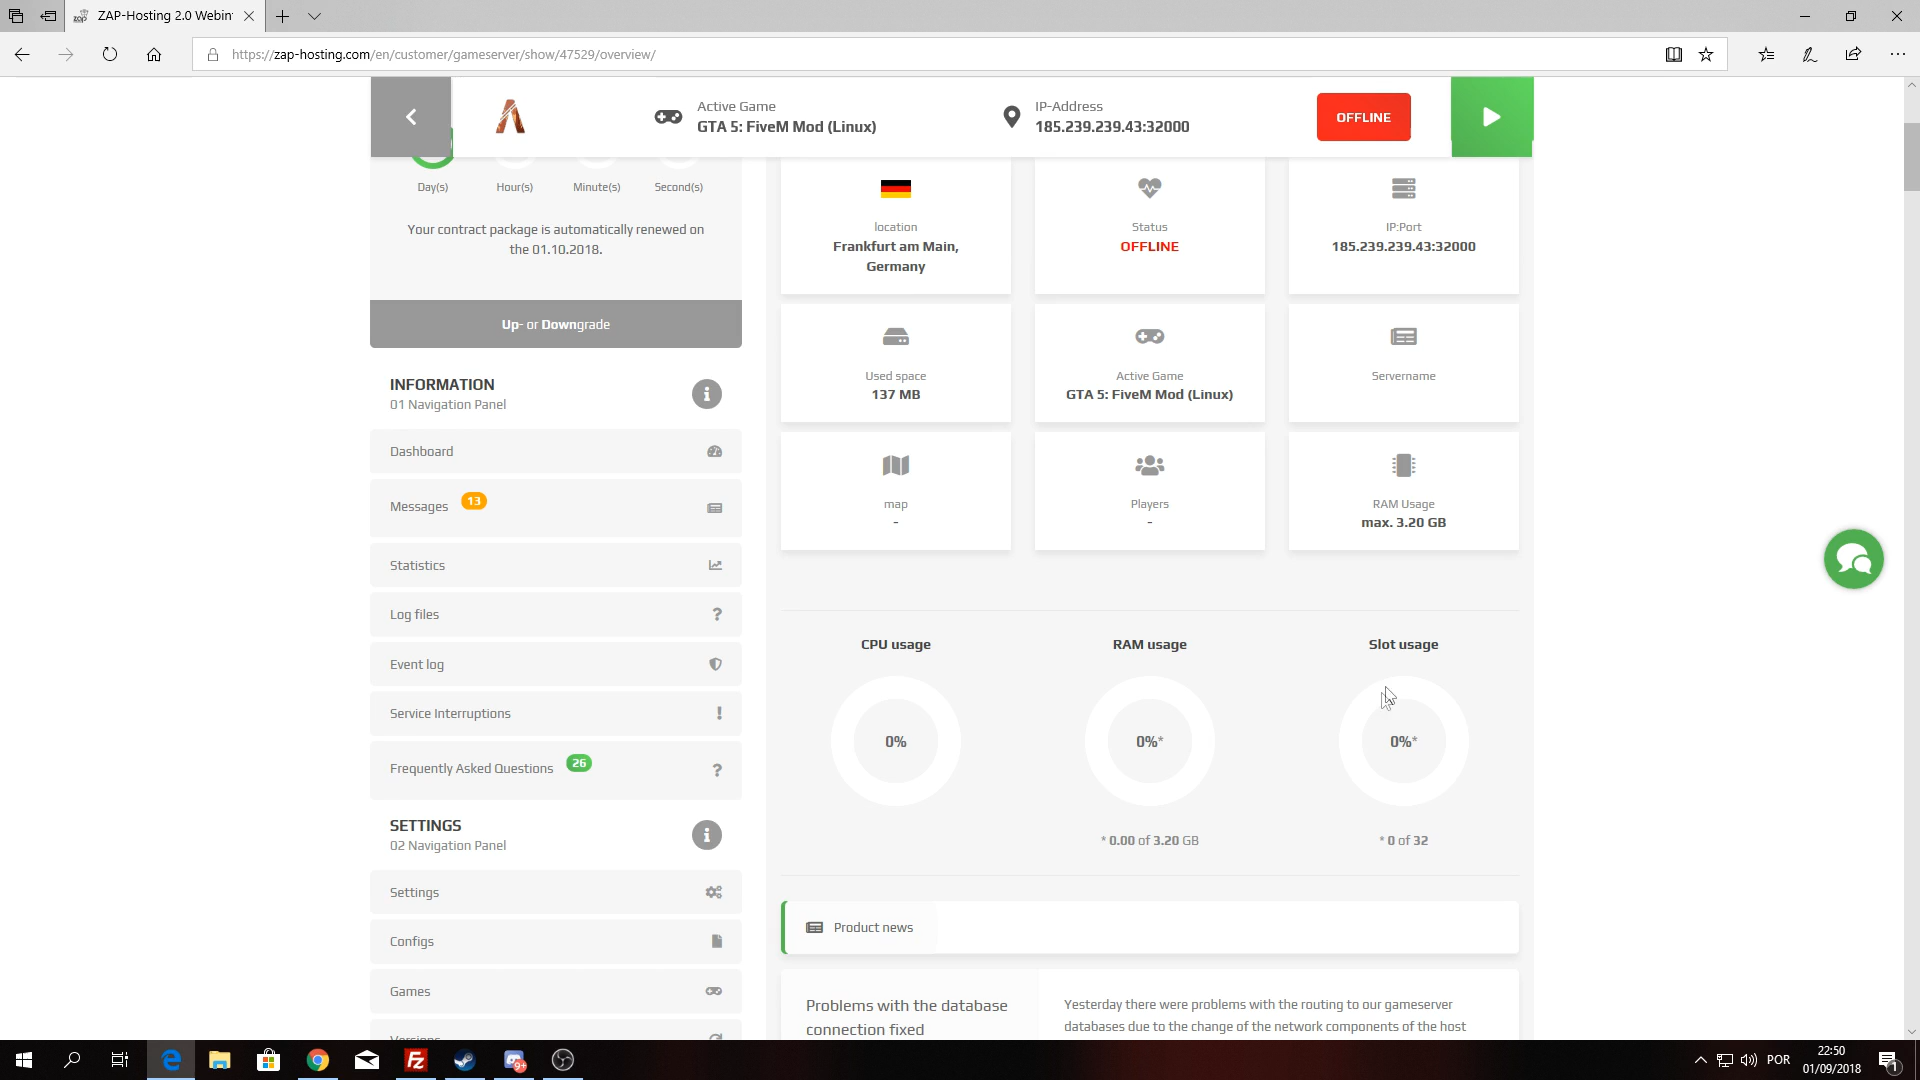 ZAP-Hosting 2.0 Webin
https://zap-hosting.com/en/customer/gameserver/show/47529/overview/
Active Game
GTA 5: FiveM Mod (Linux)
IP-Address
185.239.239.43:32000
OFFLINE
Day(s)
Hour(s)
Minute(s)
Second(s)
Your contract package is automatically renewed on
the 01.10.2018.
Up- or Downgrade
INFORMATION
01 Navigation Panel
Dashboard
Messages 13
Statistics
Log files
Event log
Service Interruptions
Frequently Asked Questions 26
SETTINGS
02 Navigation Panel
Settings
Configs
Games
Versions
location
Frankfurt am Main,
Germany
Status
OFFLINE
IP:Port
185.239.239.43:32000
Used space
137 MB
Active Game
GTA 5: FiveM Mod (Linux)
Servername
map
-
Players
-
RAM Usage
max. 3.20 GB
CPU usage
0%
RAM usage
0%*
* 0.00 of 3.20 GB
Slot usage
0%*
* 0 of 32
Product news
Problems with the database
connection fixed
Yesterday there were problems with the routing to our gameserver
databases due to the change of the network components of the host
9+
POR
22:50
01/09/2018
1